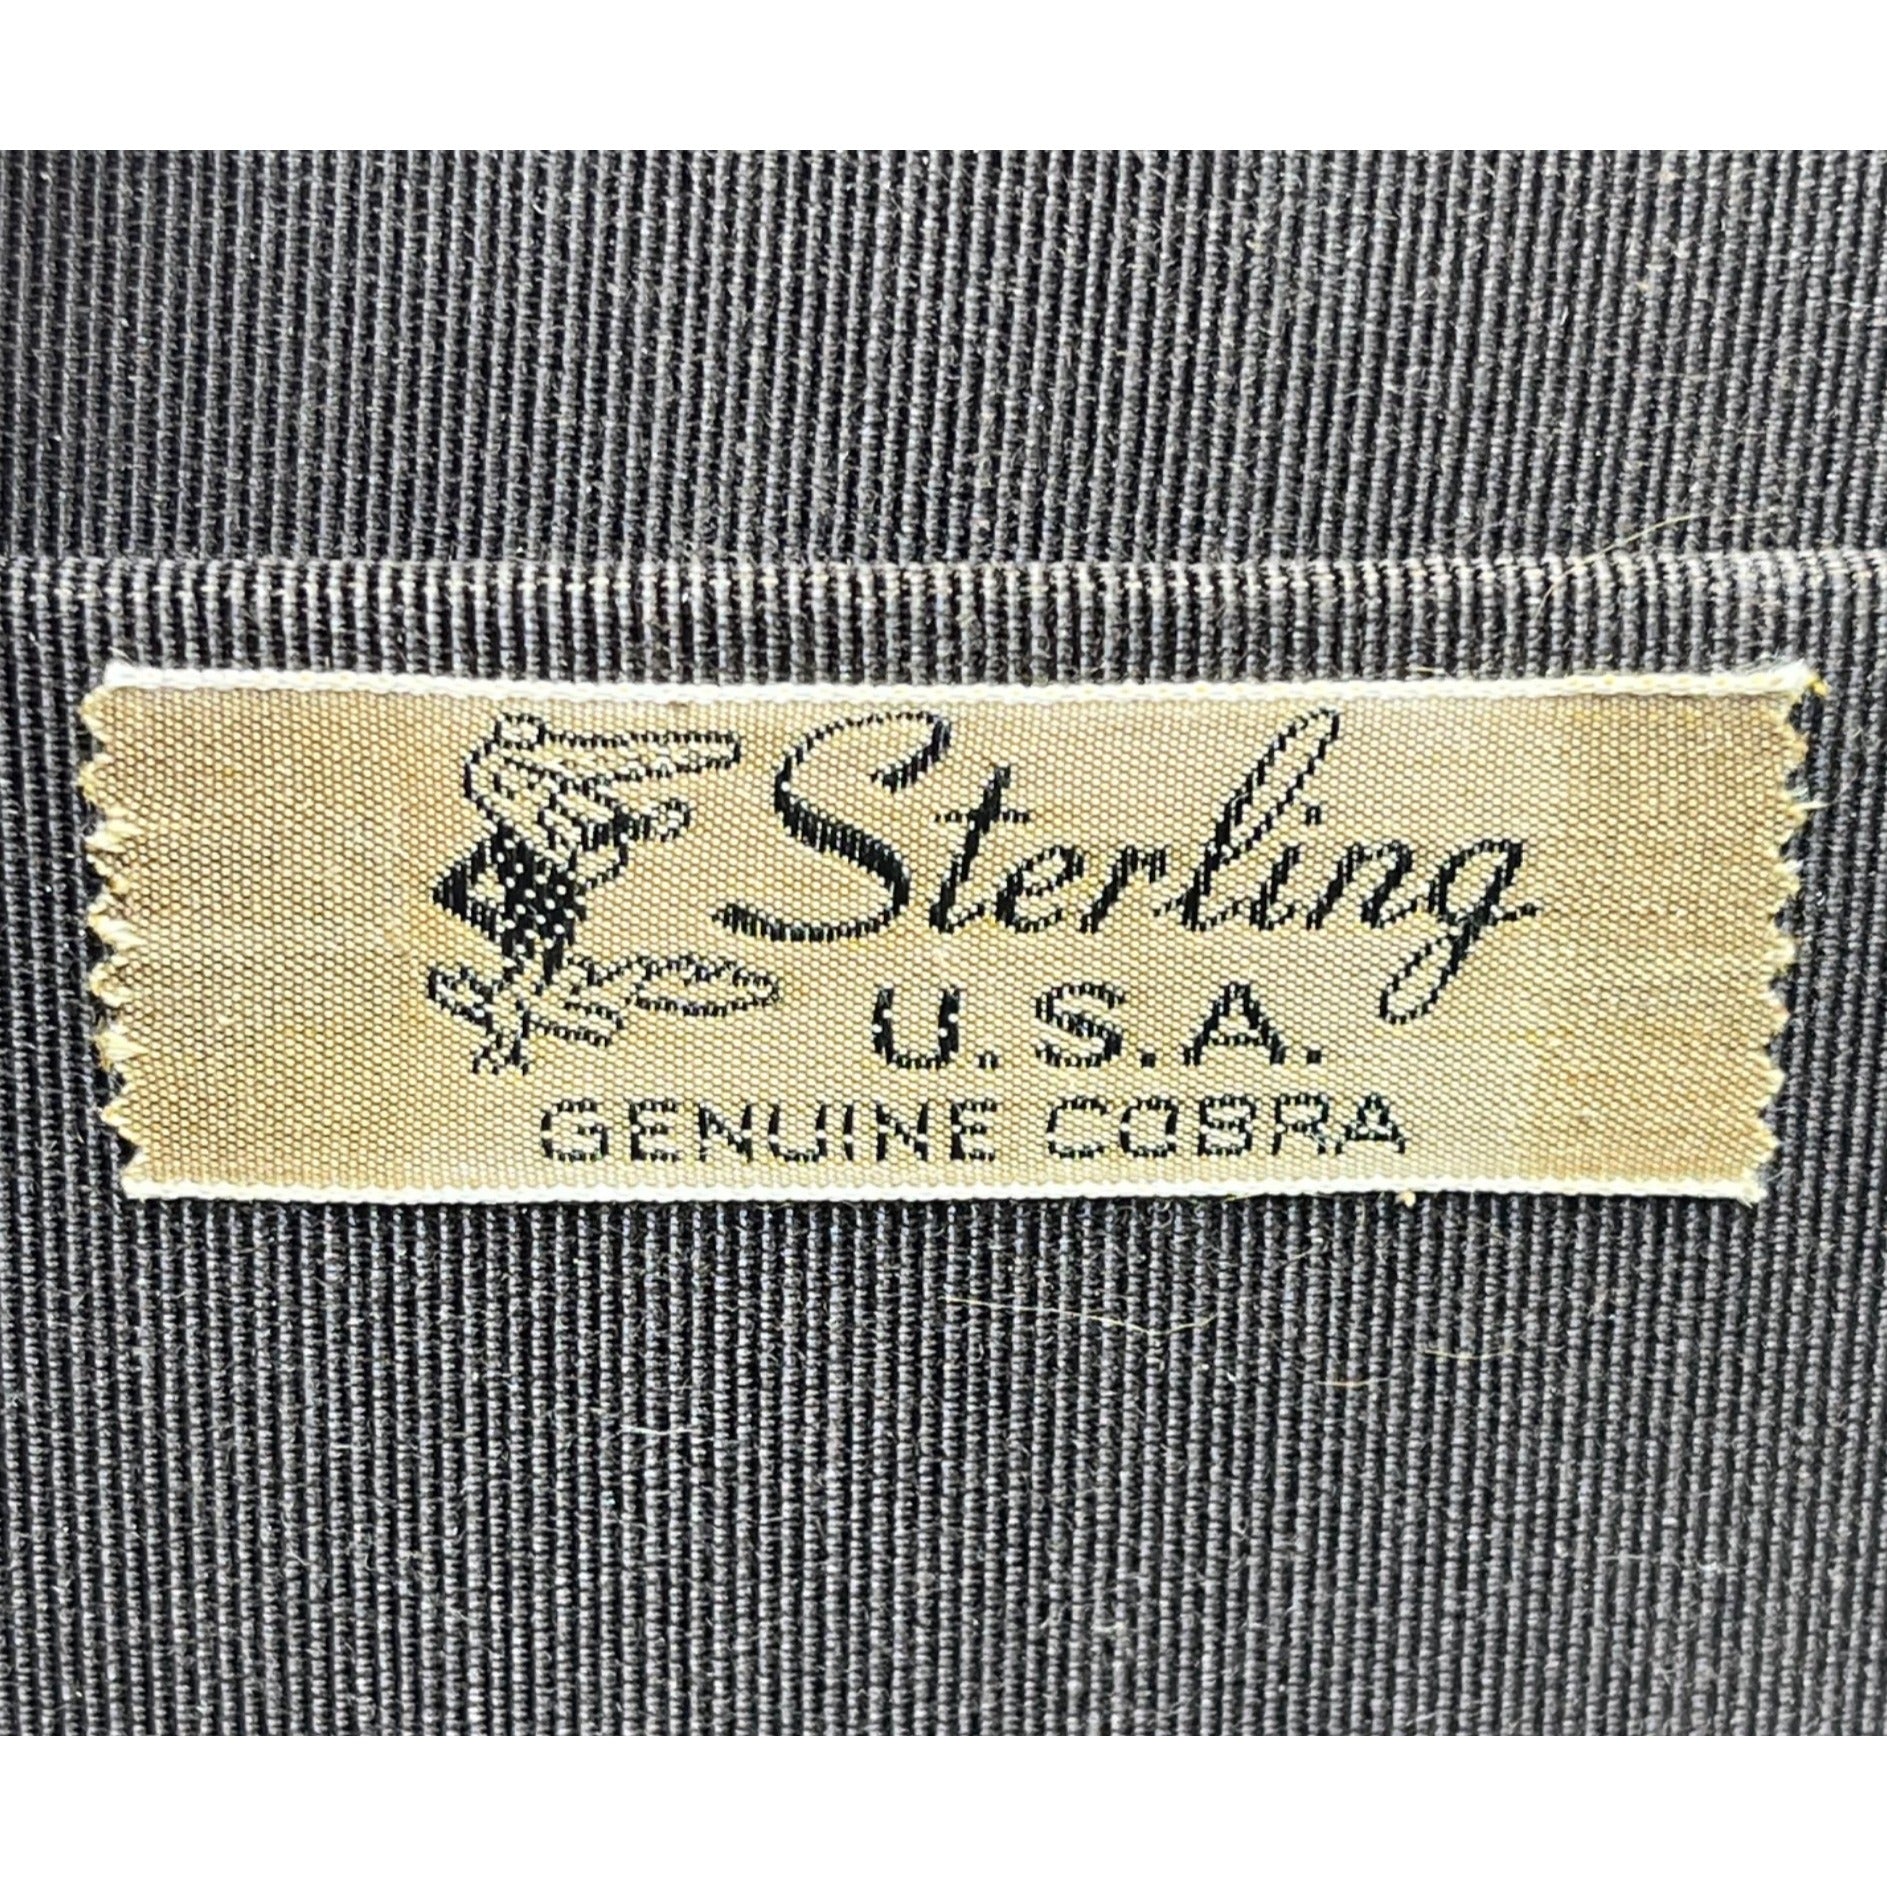 Sterling
U.S.A.
GENUINE COBRA